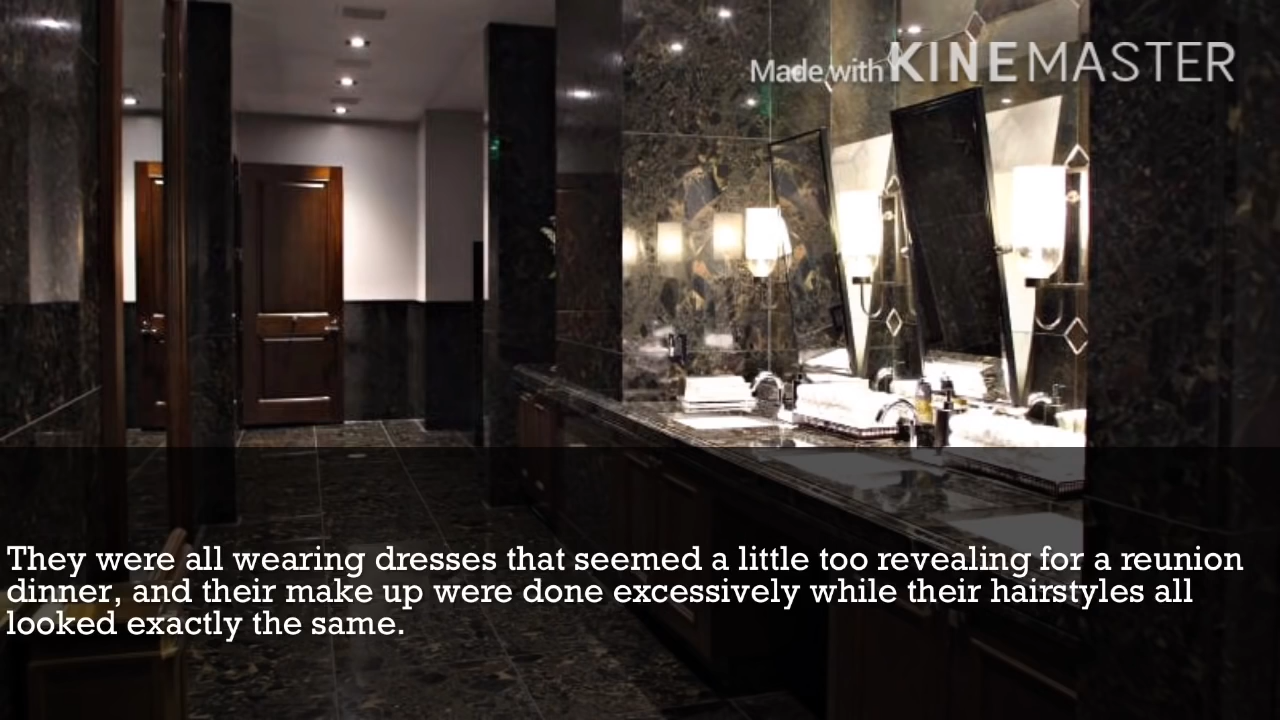 Made with KINEMASTER
They were all wearing dresses that seemed a little too revealing for a reunion
dinner, and their make up were done excessively while their hairstyles all
looked exactly the same.